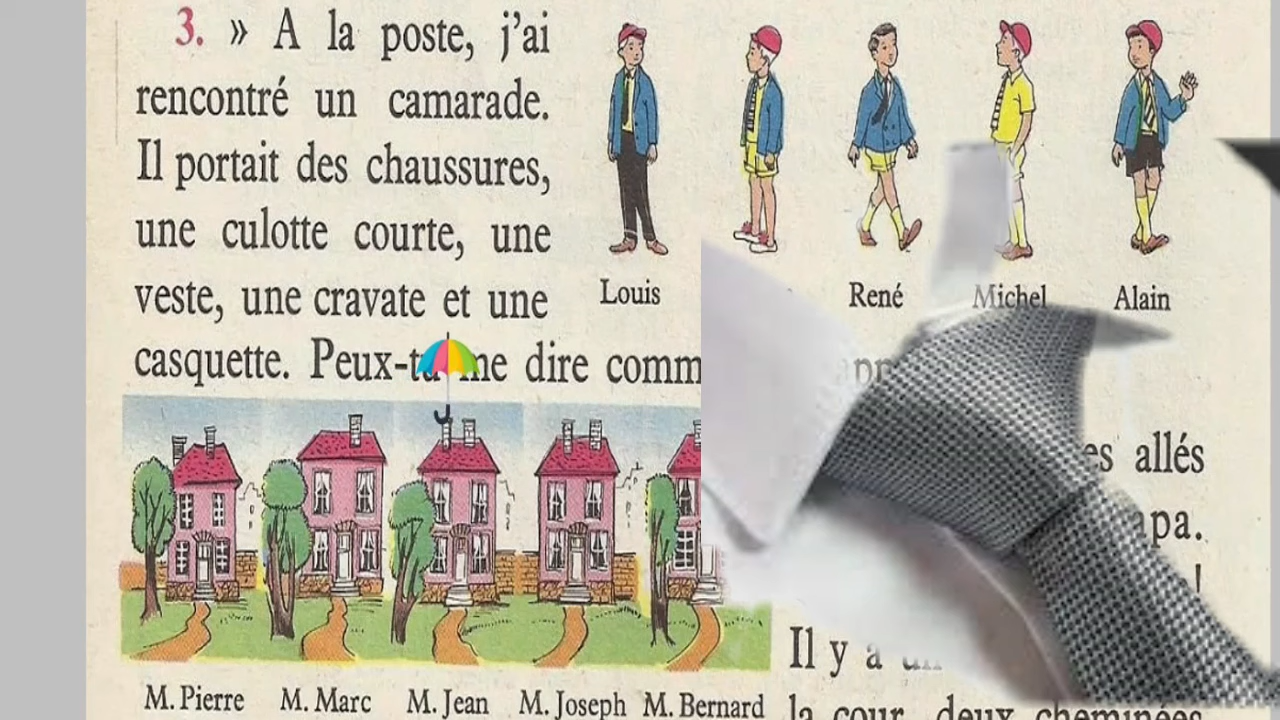 3. » A la poste, j'ai
rencontré un camarade.
Il portait des chaussures,
une culotte courte, une
veste, une cravate et une
casquette. Peux-tu me dire
Louis
René
Michel
Alain
es allés
apa.
!
M. Pierre
M. Marc
M. Jean
M. Joseph
M. Bernard
Il y a
la cour, deux cheminées